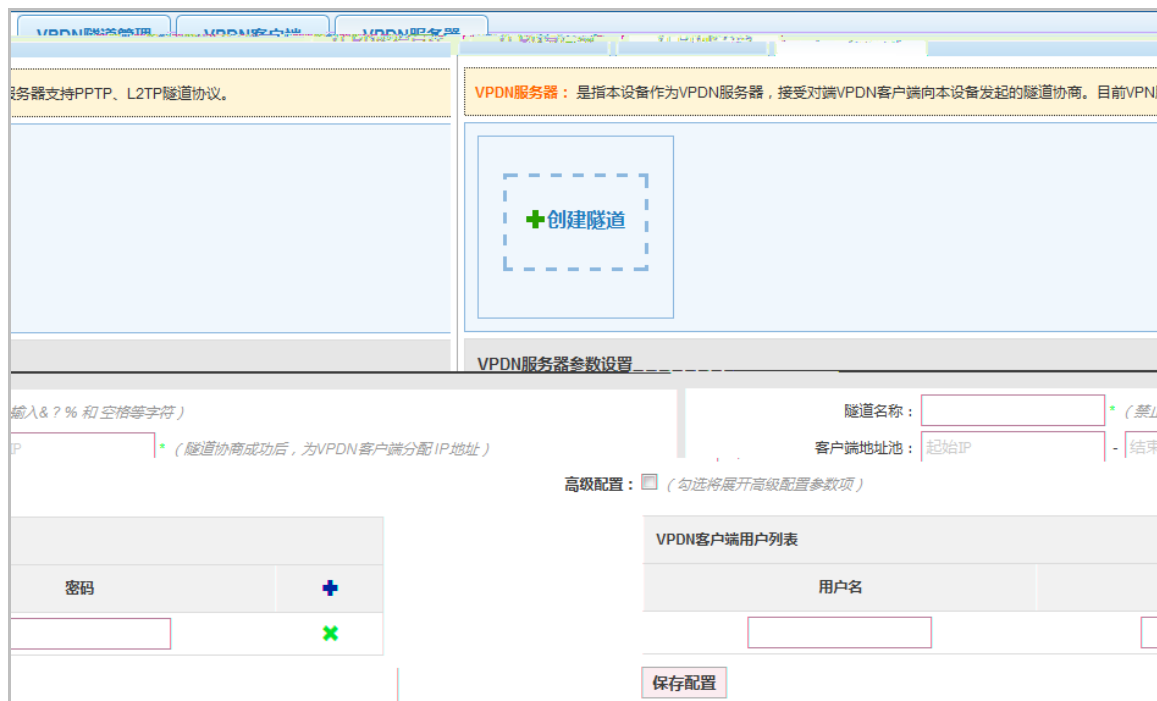 VPDN隧道管理 VPDN客户端 VPDN服务器
服务器支持PPTP、L2TP隧道协议。
VPDN服务器： 是指本设备作为VPDN服务器，接受对端VPDN客户端向本设备发起的隧道协商。目前VPN
创建隧道
VPDN服务器参数设置
输入& ? % 和 空格等字符 )
隧道名称： * ( 禁止
* ( 隧道协商成功后，为VPDN客户端分配IP地址 )
客户端地址池： 起始IP - 结束
高级配置： ( 勾选将展开高级配置参数项 )
VPDN客户端用户列表
密码
用户名
保存配置